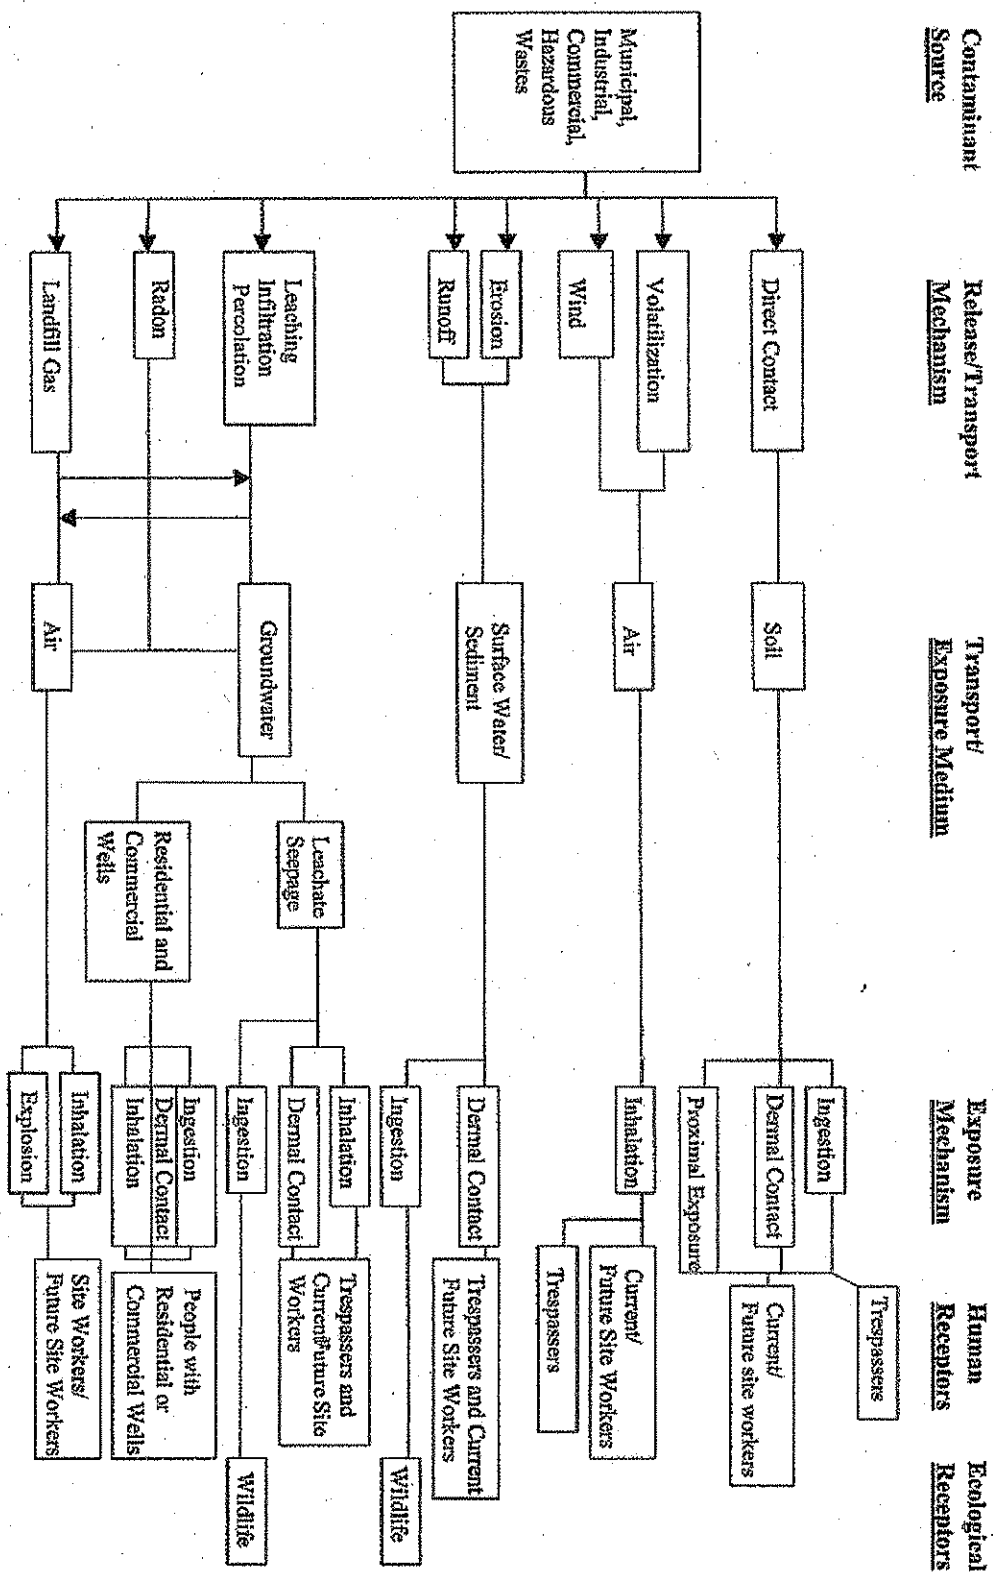 Contaminant
Source
Release/Transport
Mechanism
Transport/
Exposure Medium
Exposure
Mechanism
Human
Receptors
Ecological
Receptors
Municipal,
Industrial,
Commercial,
Hazardous
Wastes
Direct Contact
Volatilization
Wind
Erosion
Runoff
Leaching
Infiltration
Percolation
Radon
Landfill Gas
Soil
Air
Surface Water/
Sediment
Groundwater
Air
Leachate
Seepage
Residential and
Commercial
Wells
Ingestion
Dermal Contact
Proximal Exposure
Inhalation
Dermal Contact
Ingestion
Inhalation
Dermal Contact
Ingestion
Ingestion
Dermal Contact
Inhalation
Inhalation
Explosion
Trespassers
Current/
Future site workers
Current/
Future Site Workers
Trespassers
Trespassers and Current
Future Site Workers
Trespassers and
Current/Future Site
Workers
People with
Residential or
Commercial Wells
Site Workers/
Future Site Workers
Wildlife
Wildlife